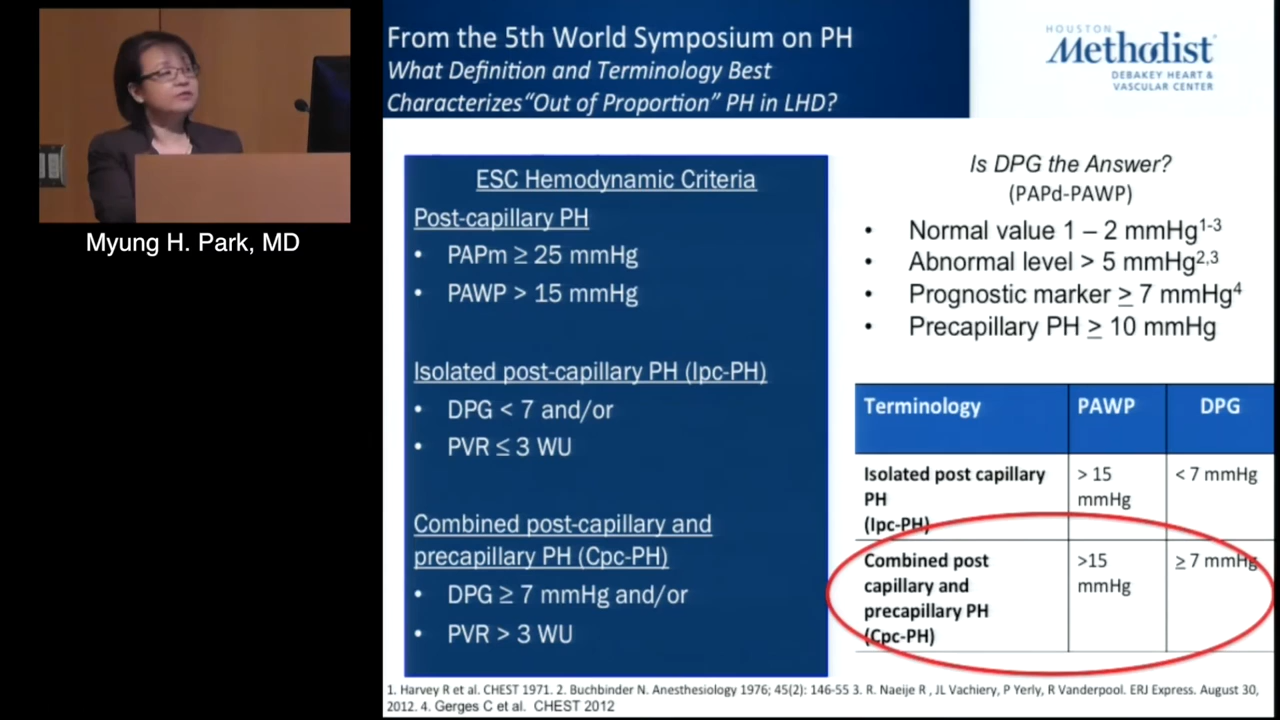 From the 5th World Symposium on PH
What Definition and Terminology Best
Characterizes“Out of Proportion” PH in LHD?
HOUSTON
Methodist
DEBAKEY HEART &
VASCULAR CENTER
Myung H. Park, MD
ESC Hemodynamic Criteria
Post-capillary PH
• PAPm ≥ 25 mmHg
• PAWP > 15 mmHg
Isolated post-capillary PH (Ipc-PH)
• DPG < 7 and/or
• PVR ≤ 3 WU
Combined post-capillary and
precapillary PH (Cpc-PH)
• DPG ≥ 7 mmHg and/or
• PVR > 3 WU
Is DPG the Answer?
(PAPd-PAWP)
• Normal value 1 – 2 mmHg1-3
• Abnormal level > 5 mmHg2,3
• Prognostic marker ≥ 7 mmHg4
• Precapillary PH ≥ 10 mmHg
Terminology PAWP DPG
Isolated post capillary > 15 < 7 mmHg
PH mmHg
(Ipc-PH)
Combined post >15 ≥ 7 mmHg
capillary and mmHg
precapillary PH
(Cpc-PH)
1. Harvey R et al. CHEST 1971. 2. Buchbinder N. Anesthesiology 1976; 45(2): 146-55 3. R. Naeije R , JL Vachiery, P Yerly, R Vanderpool. ERJ Express. August 30,
2012. 4. Gerges C et al. CHEST 2012